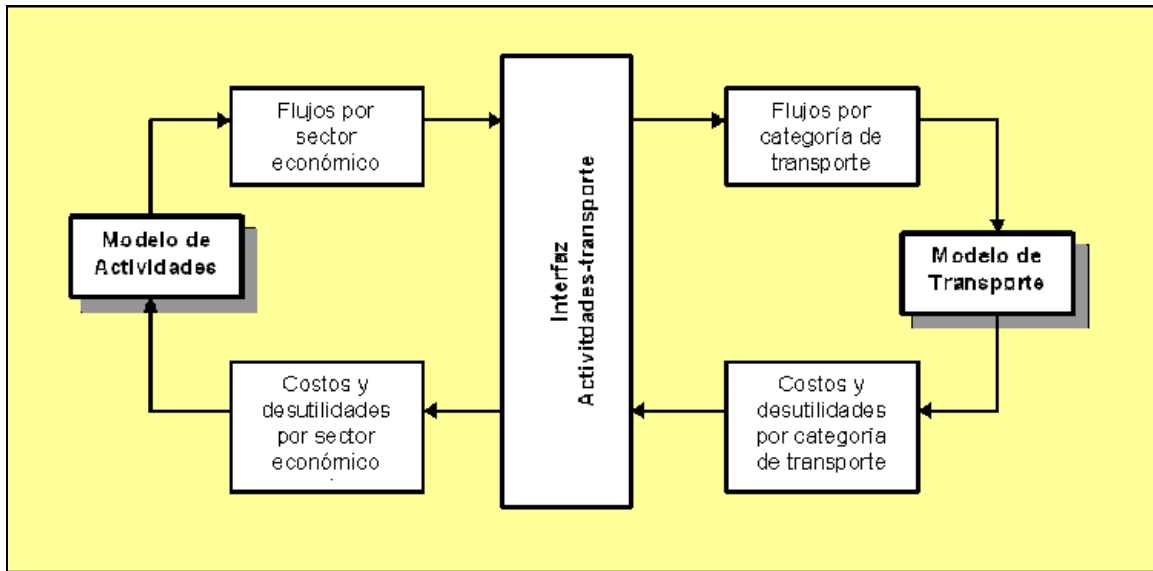 Flujos por
sector
económico
Interfaz
Activitdades-transporte
Flujos por
categoría de
transporte
Modelo de
Actividades
Modelo de
Transporte
Costos y
desutilidades
por sector
económico
Costos y
desutilidades
por categoría
de transporte